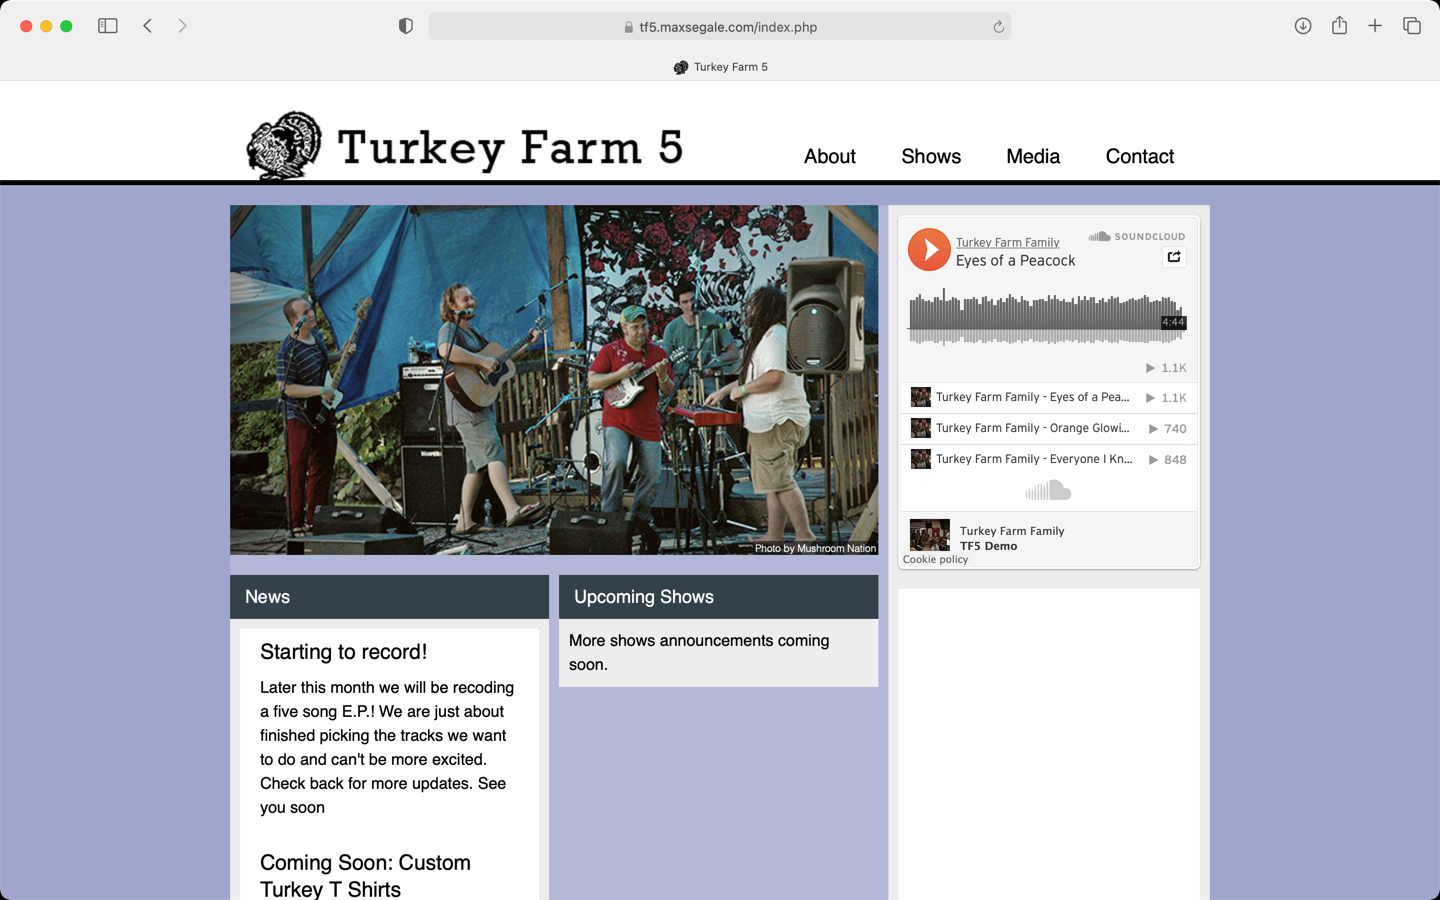 tf5.maxsegale.com/index.php
Turkey Farm 5
Turkey Farm 5
About
Shows
Media
Contact
Photo by Mushroom Nation
Turkey Farm Family
SOUNDCLOUD
Eyes of a Peacock
4:44
1.1K
Turkey Farm Family - Eyes of a Pea...
1.1K
Turkey Farm Family - Orange Glowi...
740
Turkey Farm Family - Everyone I Kn...
848
Turkey Farm Family
TF5 Demo
Cookie policy
News
Starting to record!
Later this month we will be recoding
a five song E.P.! We are just about
finished picking the tracks we want
to do and can't be more excited.
Check back for more updates. See
you soon
Coming Soon: Custom
Turkey T Shirts
Upcoming Shows
More shows announcements coming
soon.